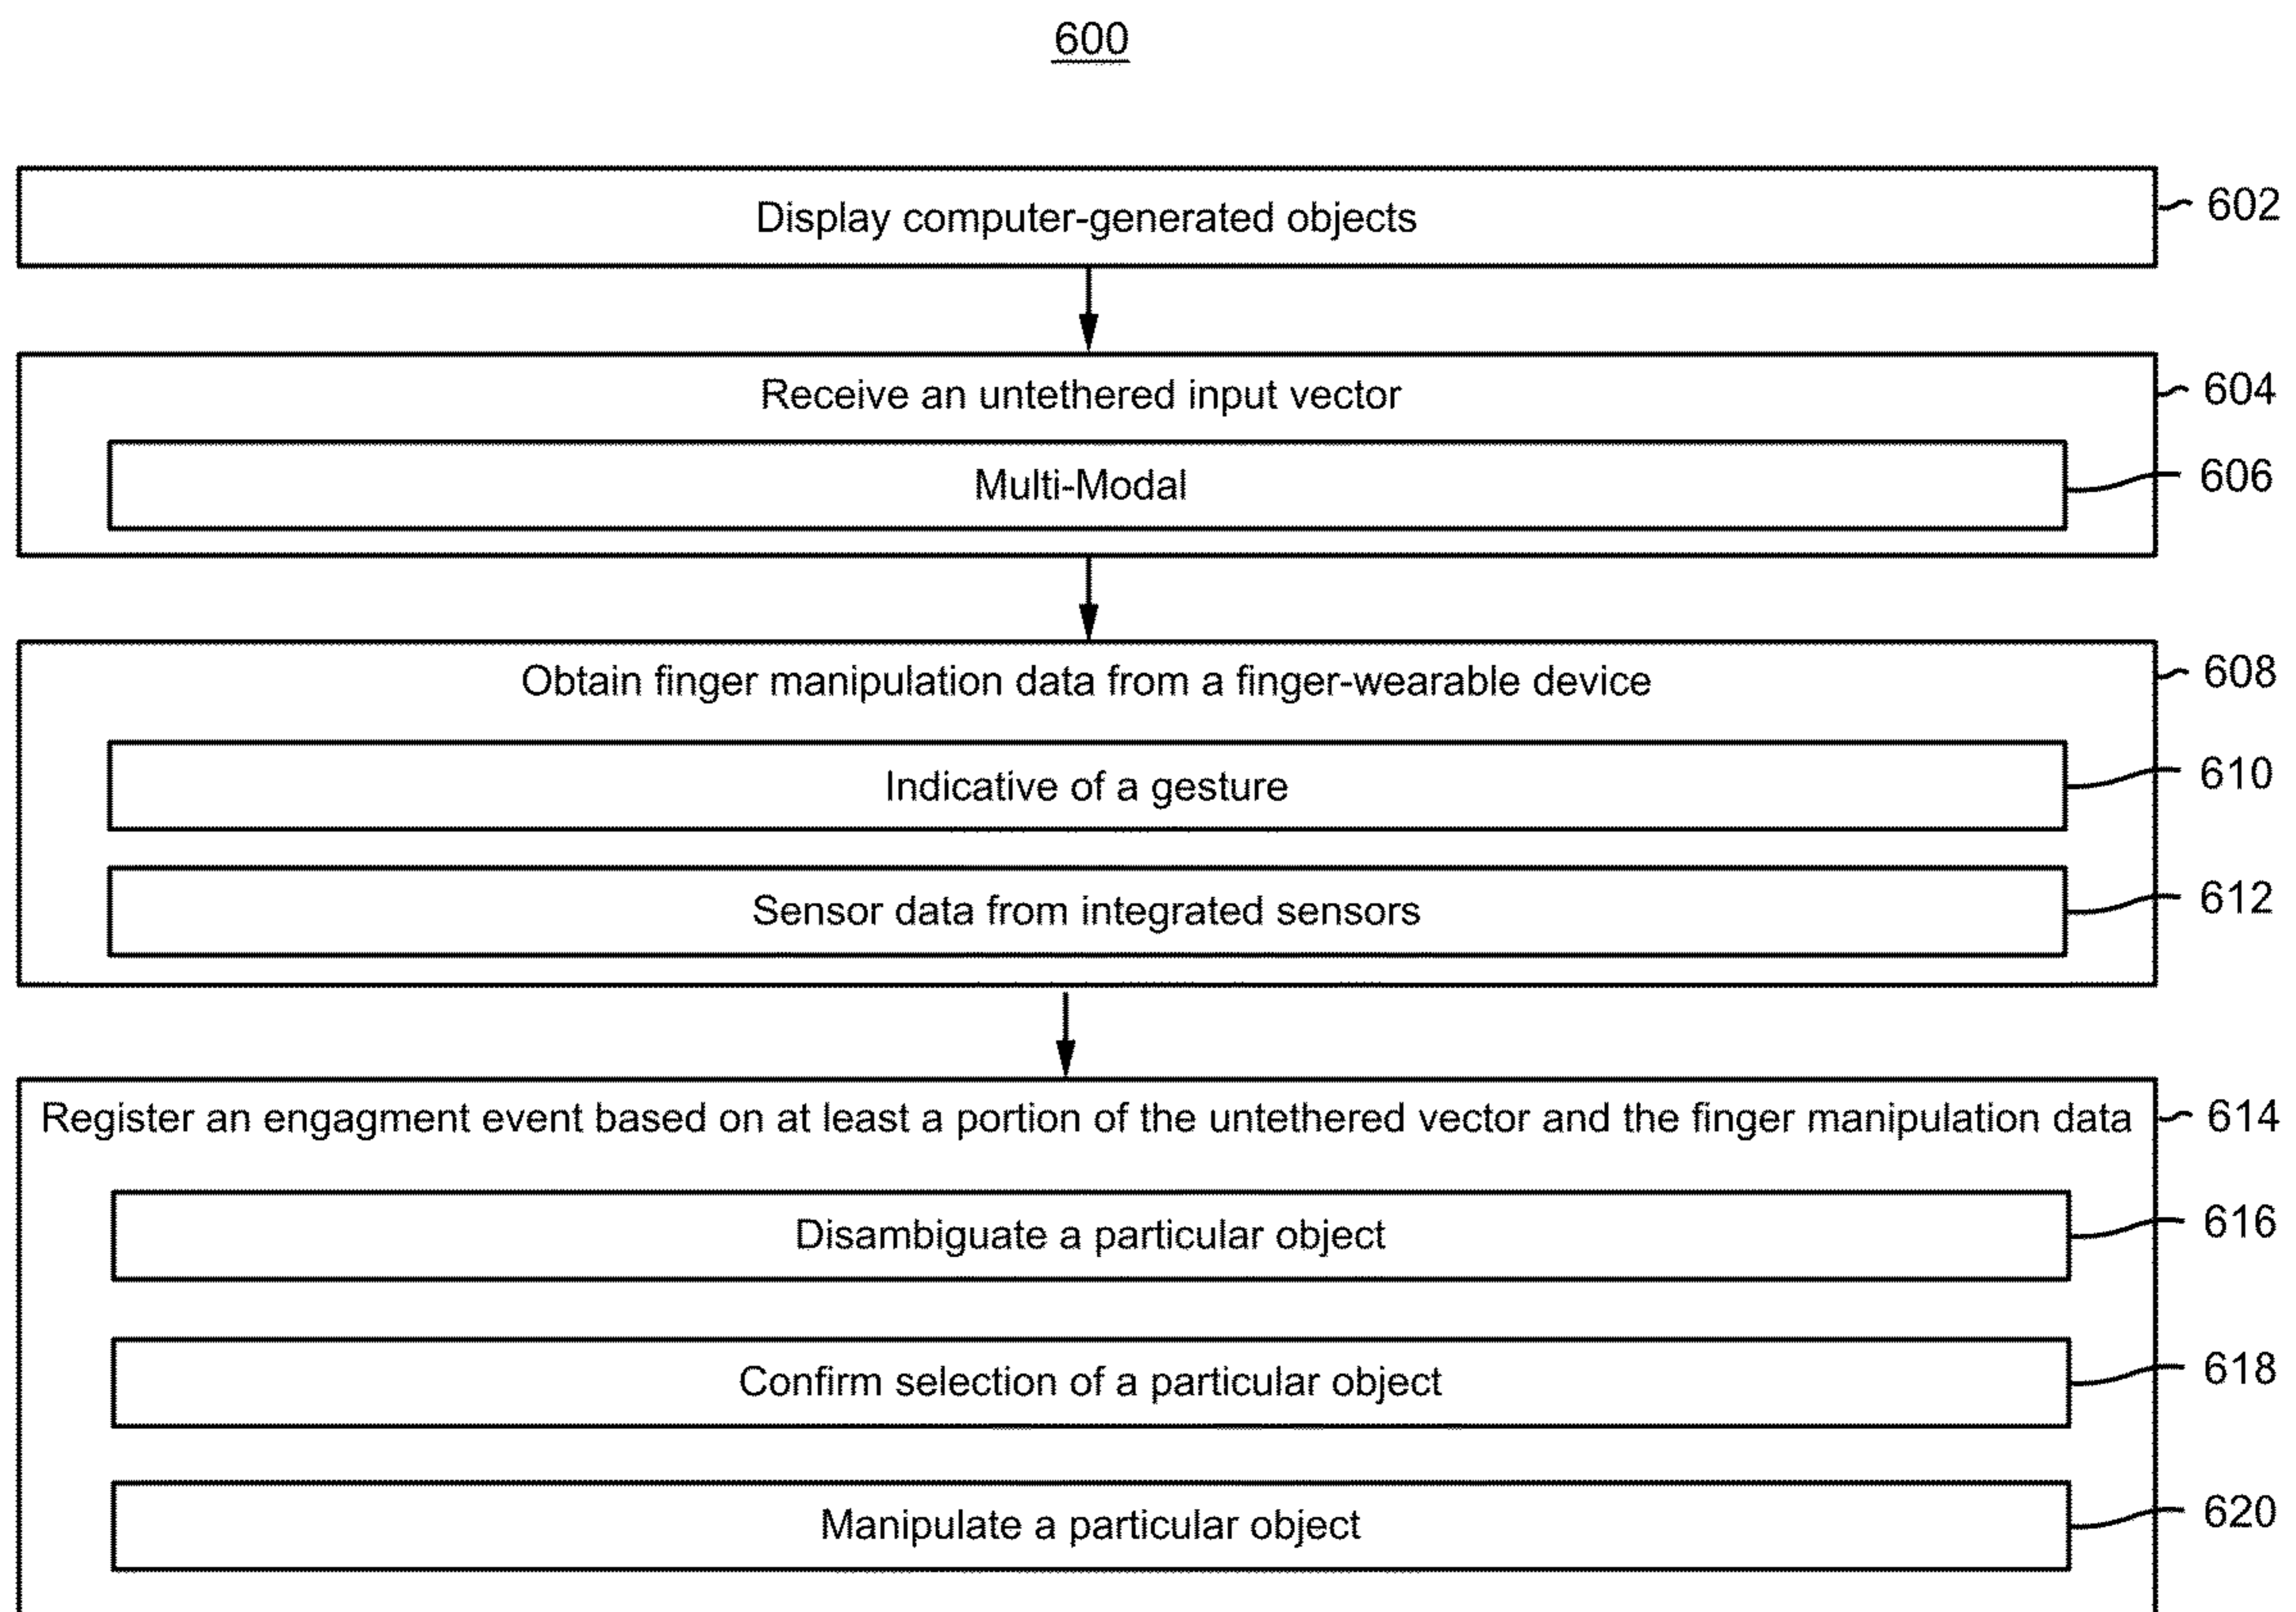 600
Display computer-generated objects
602
Receive an untethered input vector
604
Multi-Modal
606
Obtain finger manipulation data from a finger-wearable device
608
Indicative of a gesture
610
Sensor data from integrated sensors
612
Register an engagment event based on at least a portion of the untethered vector and the finger manipulation data
614
Disambiguate a particular object
616
Confirm selection of a particular object
618
Manipulate a particular object
620